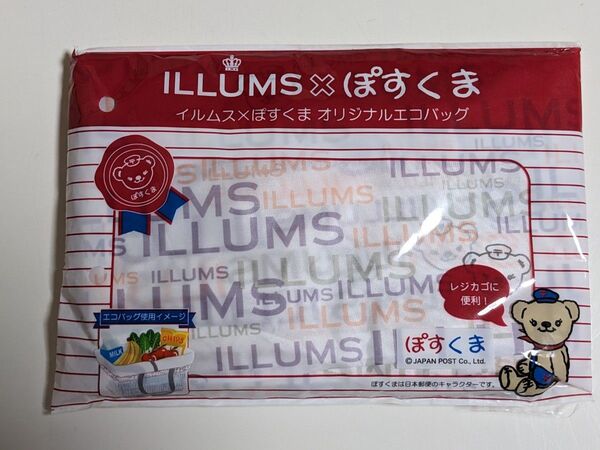 ILLUMS×ぽすくま
イルムス×ぽすくま オリジナルエコバッグ
ぽすくま
ILLUMS
ILLUMS
ILLUMS
ILLUMS
ILLUMS
ILLUMS
レジカゴに
便利！
エコバッグ使用イメージ
MILK
CHIPS
ぽすくま
©JAPAN POST Co., Ltd.
ぽすくまは日本郵便のキャラクターです。